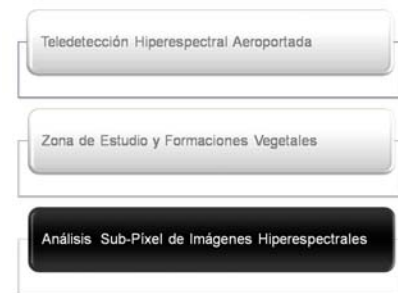 Teledetección Hiperespectral Aeroportada
Zona de Estudio y Formaciones Vegetales
Análisis Sub-Píxel de Imágenes Hiperespectrales